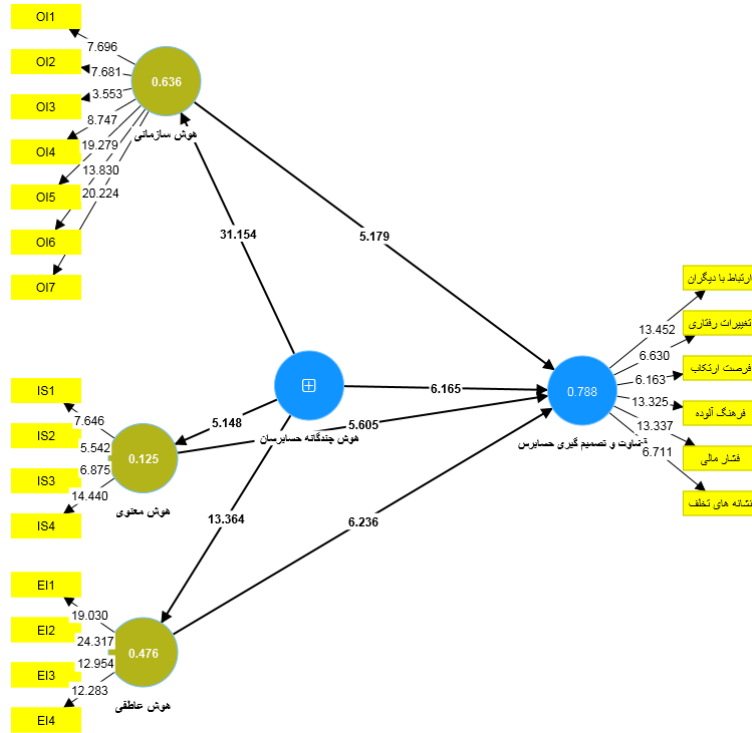 OI1
7.696
OI2
7.681
OI3
3.553
OI4
8.747
OI5
19.279
OI6
13.830
OI7
20.224
0.636
هوش سازمانی
31.154
5.179
IS1
7.646
IS2
5.542
IS3
6.875
IS4
14.440
0.125
هوش معنوی
5.148
هوش چندگانه حسابرسان
6.165
5.605
13.364
6.236
EI1
19.030
EI2
24.317
EI3
12.954
EI4
12.283
0.476
هوش عاطفی
0.788
و تصمیم گیری حسابرس
ارتباط با دیگران
13.452
تغییرات رفتاری
6.630
فرصت ارتکاب
6.163
فرهنگ آلوده
13.325
فشار مالی
13.337
نشانه های تخلف
6.711